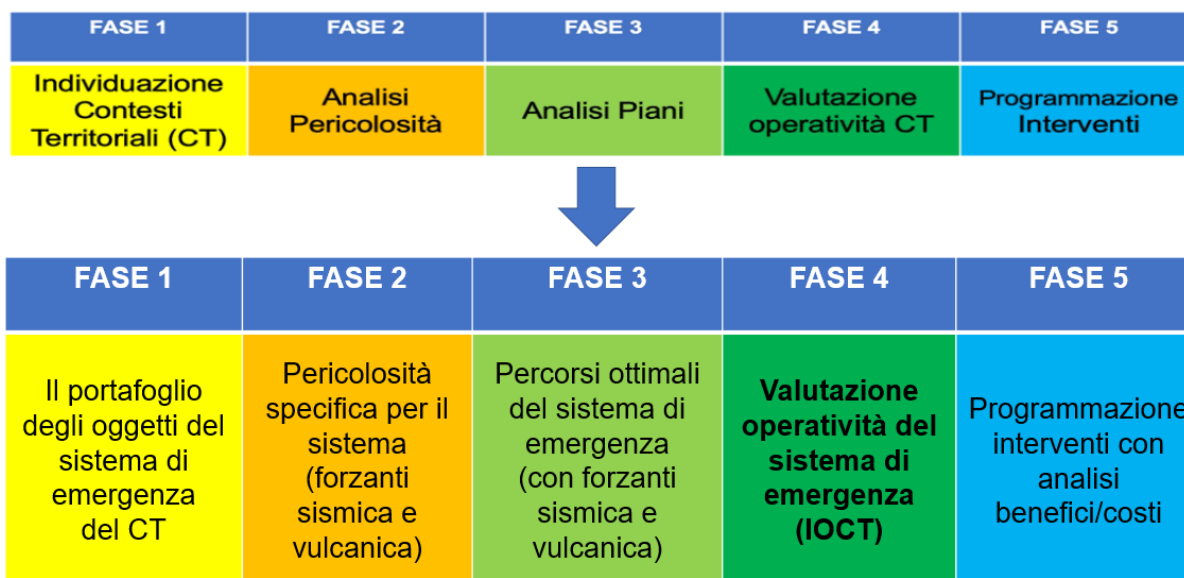 FASE 1
FASE 2
FASE 3
FASE 4
FASE 5
Individuazione
Contesti
Territoriali (CT)
Analisi
Pericolosità
Analisi Piani
Valutazione
operatività CT
Programmazione
Interventi
FASE 1
FASE 2
FASE 3
FASE 4
FASE 5
Il portafoglio
degli oggetti del
sistema di
emergenza
del CT
Pericolosità
specifica per il
sistema
(forzanti
sismica e
vulcanica)
Percorsi ottimali
del sistema di
emergenza
(con forzanti
sismica e
vulcanica)
Valutazione
operatività del
sistema di
emergenza
(IOCT)
Programmazione
interventi con
analisi
benefici/costi